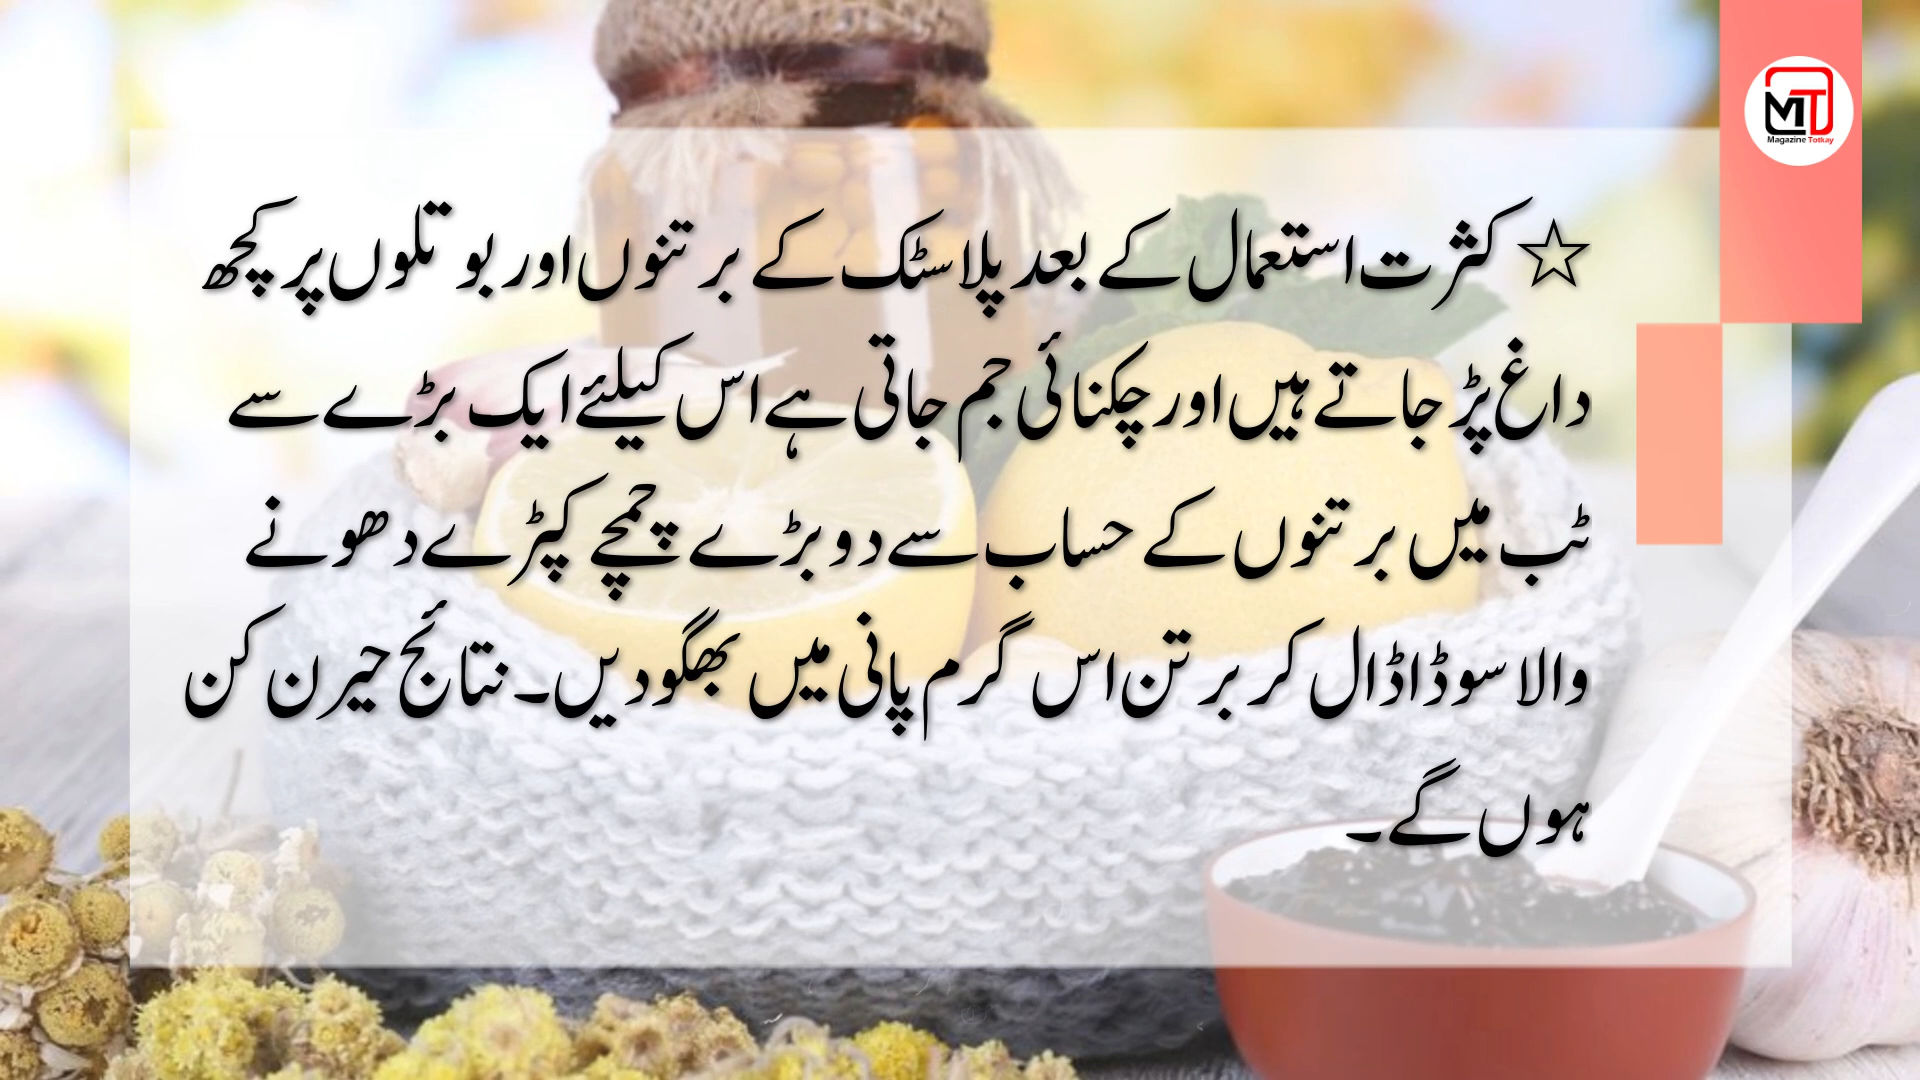 MT
Magazine Totkay
☆ کثرت استعمال کے بعد پلاسٹک کے برتنوں اور بوتلوں پر کچھ
داغ پڑ جاتے ہیں اور چکنائی جم جاتی ہے اس کیلئے ایک بڑے سے
ٹب میں برتنوں کے حساب سے دو بڑے چمچے کپڑے دھونے
والا سوڈا ڈال کر برتن اس گرم پانی میں بھگو دیں۔ نتائج حیرن کن
ہوں گے۔